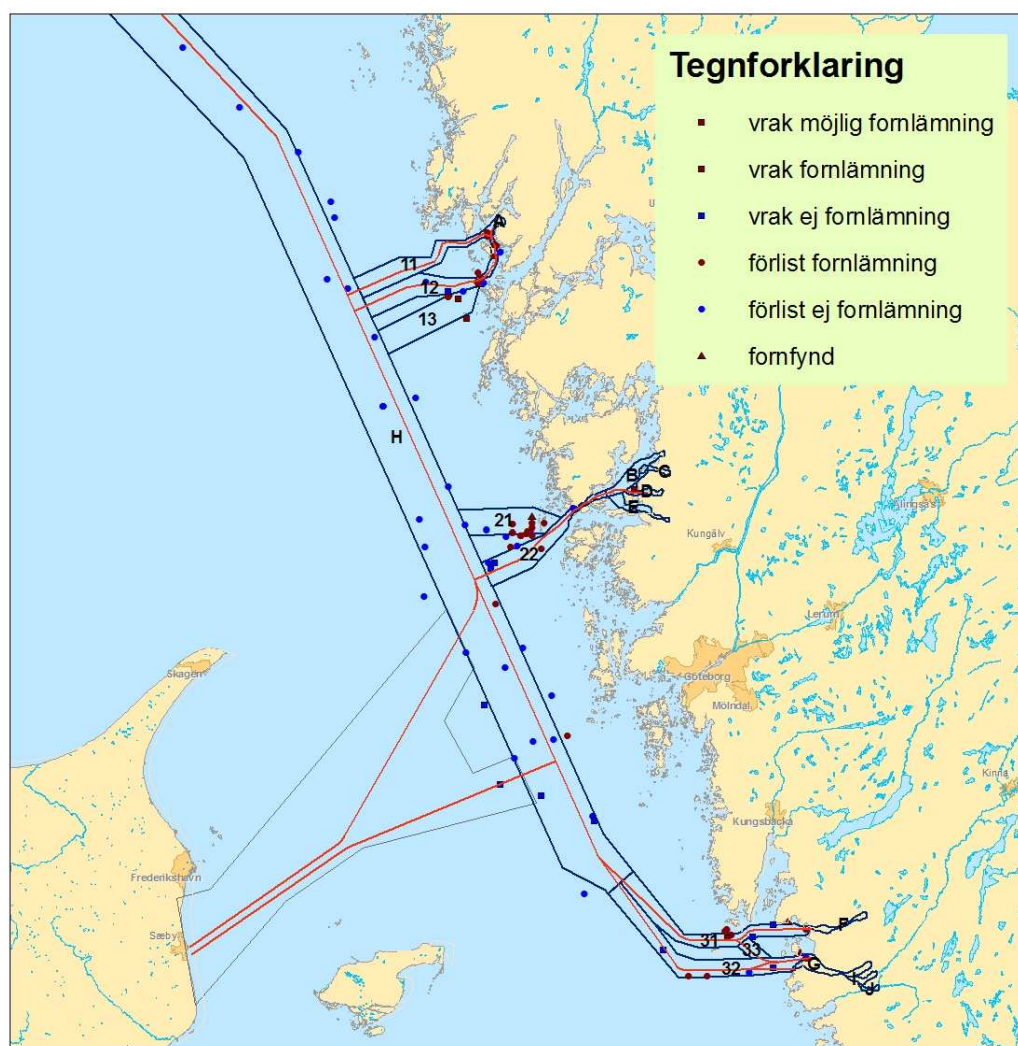 Tegnforklaring
vrak möjlig fornlämning
vrak fornlämning
vrak ej fornlämning
förlist fornlämning
förlist ej fornlämning
fornfynd
A
11
12
13
H
B
C
D
E
21
22
Alingsås
Kungälv
Lerum
Skagen
Göteborg
Mölndal
Kinna
Kungsbacka
Frederikshavn
Sæby
F
31
33
32
G
I
J